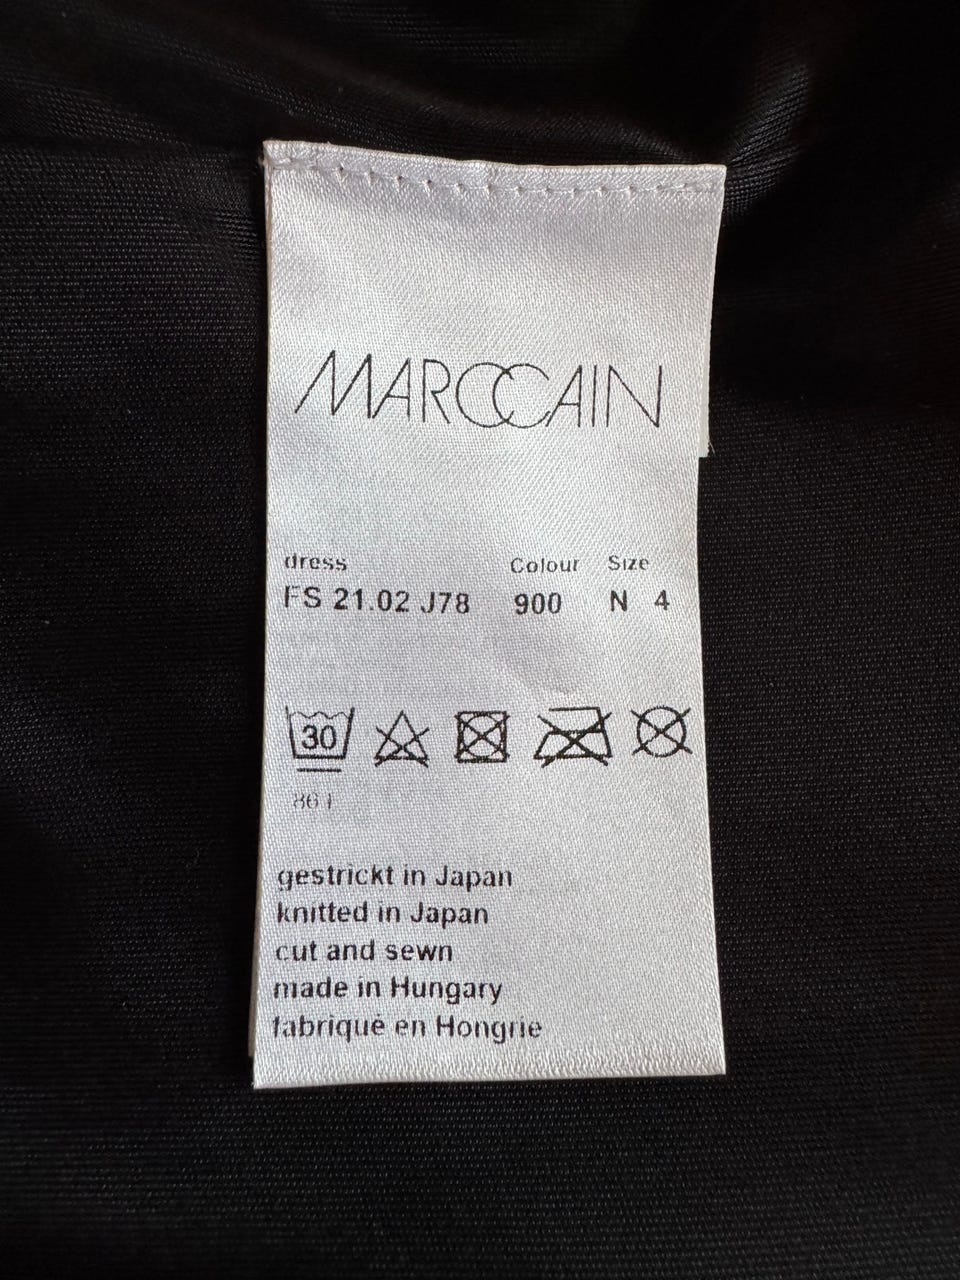 MARCCAIN
dress Colour Size
FS 21.02 J78 900 N 4
30
gestrickt in Japan
knitted in Japan
cut and sewn
made in Hungary
fabriqué en Hongrie